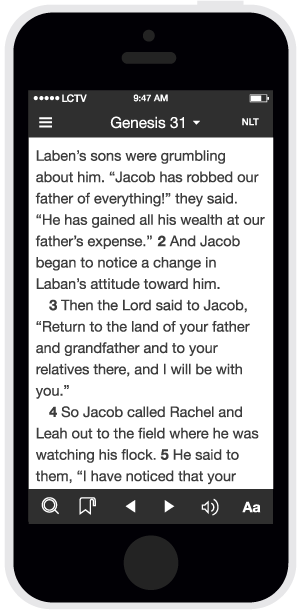 LCTV 9:47 AM
Genesis 31 NLT
Laben’s sons were grumbling
about him. “Jacob has robbed our
father of everything!” they said.
“He has gained all his wealth at our
father’s expense.” 2 And Jacob
began to notice a change in
Laban’s attitude toward him.
3 Then the Lord said to Jacob,
“Return to the land of your father
and grandfather and to your
relatives there, and I will be with
you.”
4 So Jacob called Rachel and
Leah out to the field where he was
watching his flock. 5 He said to
them, “I have noticed that your
Aa